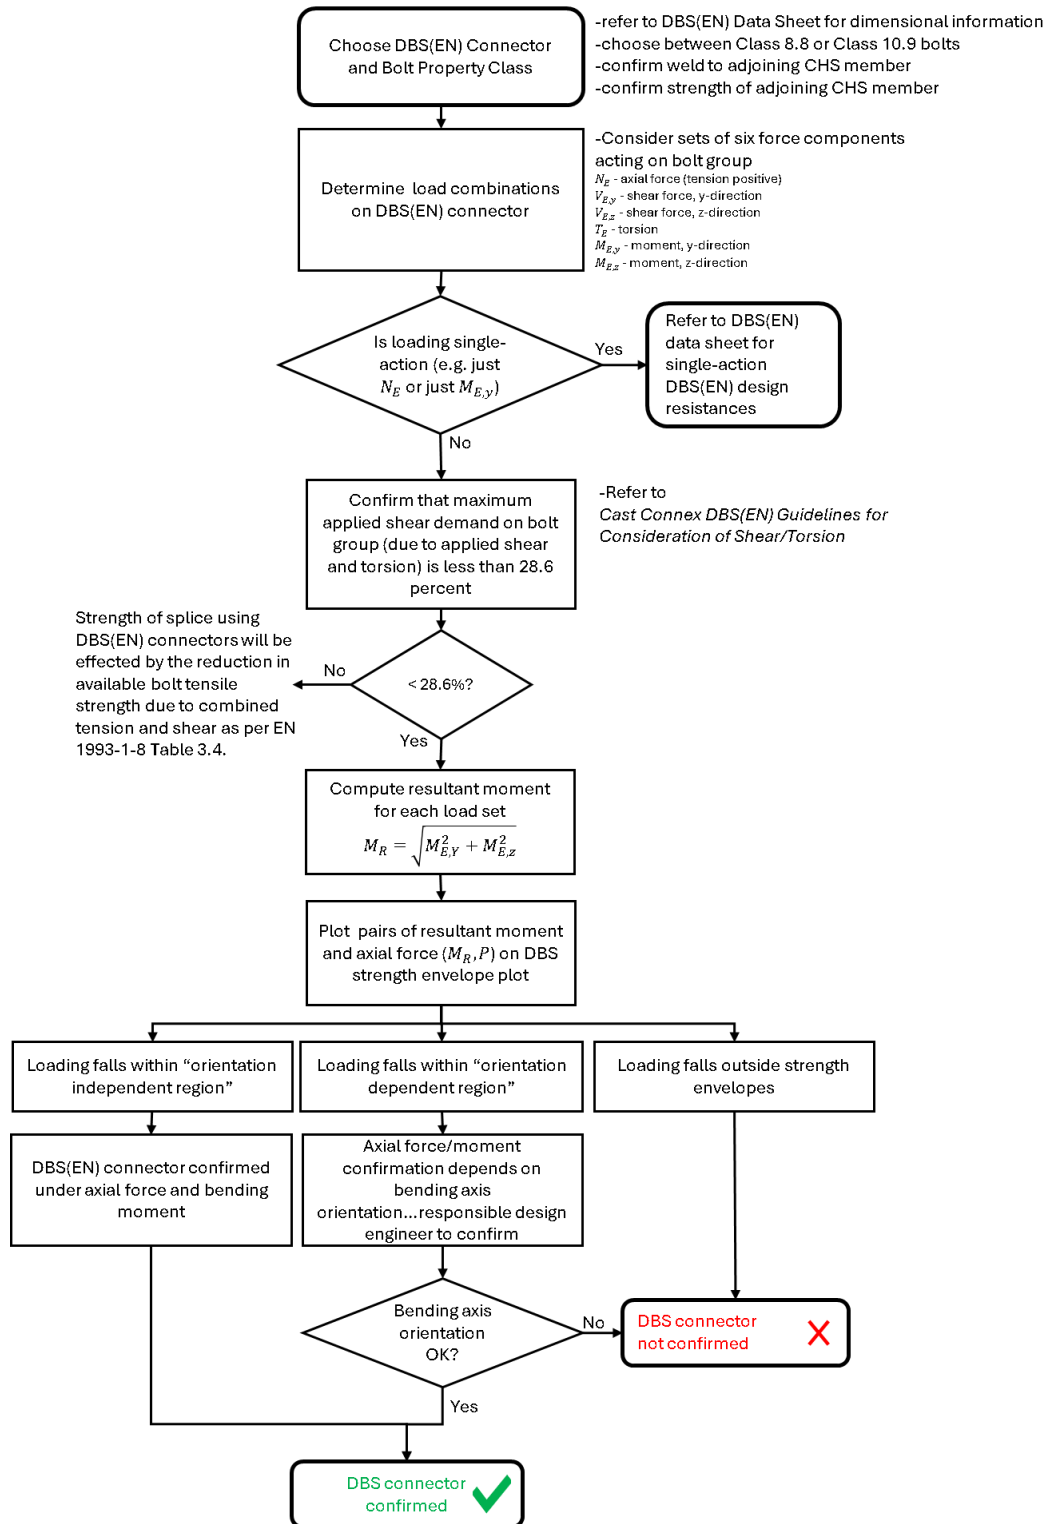 Choose DBS(EN) Connector
and Bolt Property Class
-refer to DBS(EN) Data Sheet for dimensional information
-choose between Class 8.8 or Class 10.9 bolts
-confirm weld to adjoining CHS member
-confirm strength of adjoining CHS member
Determine load combinations
on DBS(EN) connector
-Consider sets of six force components
acting on bolt group
N_E - axial force (tension positive)
V_{E,y} - shear force, y-direction
V_{E,z} - shear force, z-direction
T_E - torsion
M_{E,y} - moment, y-direction
M_{E,z} - moment, z-direction
Is loading single-
action (e.g. just
N_E or just M_{E,y})
Yes
Refer to DBS(EN)
data sheet for
single-action
DBS(EN) design
resistances
No
Confirm that maximum
applied shear demand on bolt
group (due to applied shear
and torsion) is less than 28.6
percent
-Refer to
Cast Connex DBS(EN) Guidelines for
Consideration of Shear/Torsion
< 28.6%?
No
Strength of splice using
DBS(EN) connectors will be
effected by the reduction in
available bolt tensile
strength due to combined
tension and shear as per EN
1993-1-8 Table 3.4.
Yes
Compute resultant moment
for each load set
M_R = √(M_{E,Y}^2 + M_{E,z}^2)
Plot pairs of resultant moment
and axial force (M_R, P) on DBS
strength envelope plot
Loading falls within “orientation
independent region”
Loading falls within “orientation
dependent region”
Loading falls outside strength
envelopes
DBS(EN) connector confirmed
under axial force and bending
moment
Axial force/moment
confirmation depends on
bending axis
orientation...responsible design
engineer to confirm
Bending axis
orientation
OK?
No
DBS connector
not confirmed
Yes
DBS connector
confirmed